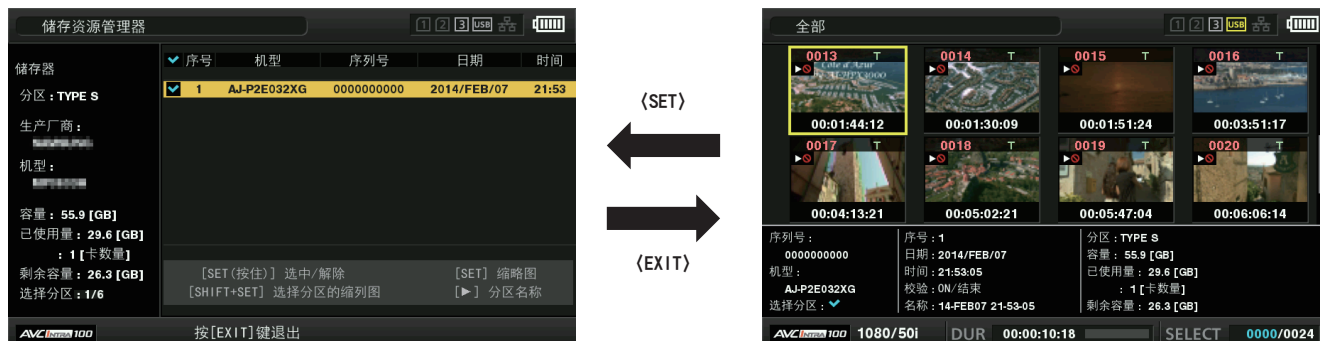 储存资源管理器
1 2 3 USB
储存器
分区：TYPE S
生产厂商：
机型：
容量：55.9 [GB]
已使用量：29.6 [GB]
：1 [卡数量]
剩余容量：26.3 [GB]
选择分区：1/6
序号 机型 序列号 日期 时间
1 AJ-P2E032XG 0000000000 2014/FEB/07 21:53
[SET(按住)] 选中/解除 [SET] 缩略图
[SHIFT+SET] 选择分区的缩列图 [▶] 分区名称
AVC INTRA 100 按[EXIT]键退出
〈SET〉
〈EXIT〉
全部
1 2 3 USB
0013 T 0014 T 0015 T 0016 T
Côte d'Azur
AJ-HPX3000
00:01:44:12 00:01:30:09 00:01:51:24 00:03:51:17
0017 T 0018 T 0019 T 0020 T
00:04:13:21 00:05:02:21 00:05:47:04 00:06:06:14
序列号：
0000000000
机型：
AJ-P2E032XG
选择分区：✔
序号：1
日期：2014/FEB/07
时间：21:53:05
校验：ON/结束
名称：14-FEB07 21-53-05
分区：TYPE S
容量：55.9 [GB]
已使用量：29.6 [GB]
：1 [卡数量]
剩余容量：26.3 [GB]
AVC INTRA 100 1080/50i DUR 00:00:10:18 SELECT 0000/0024